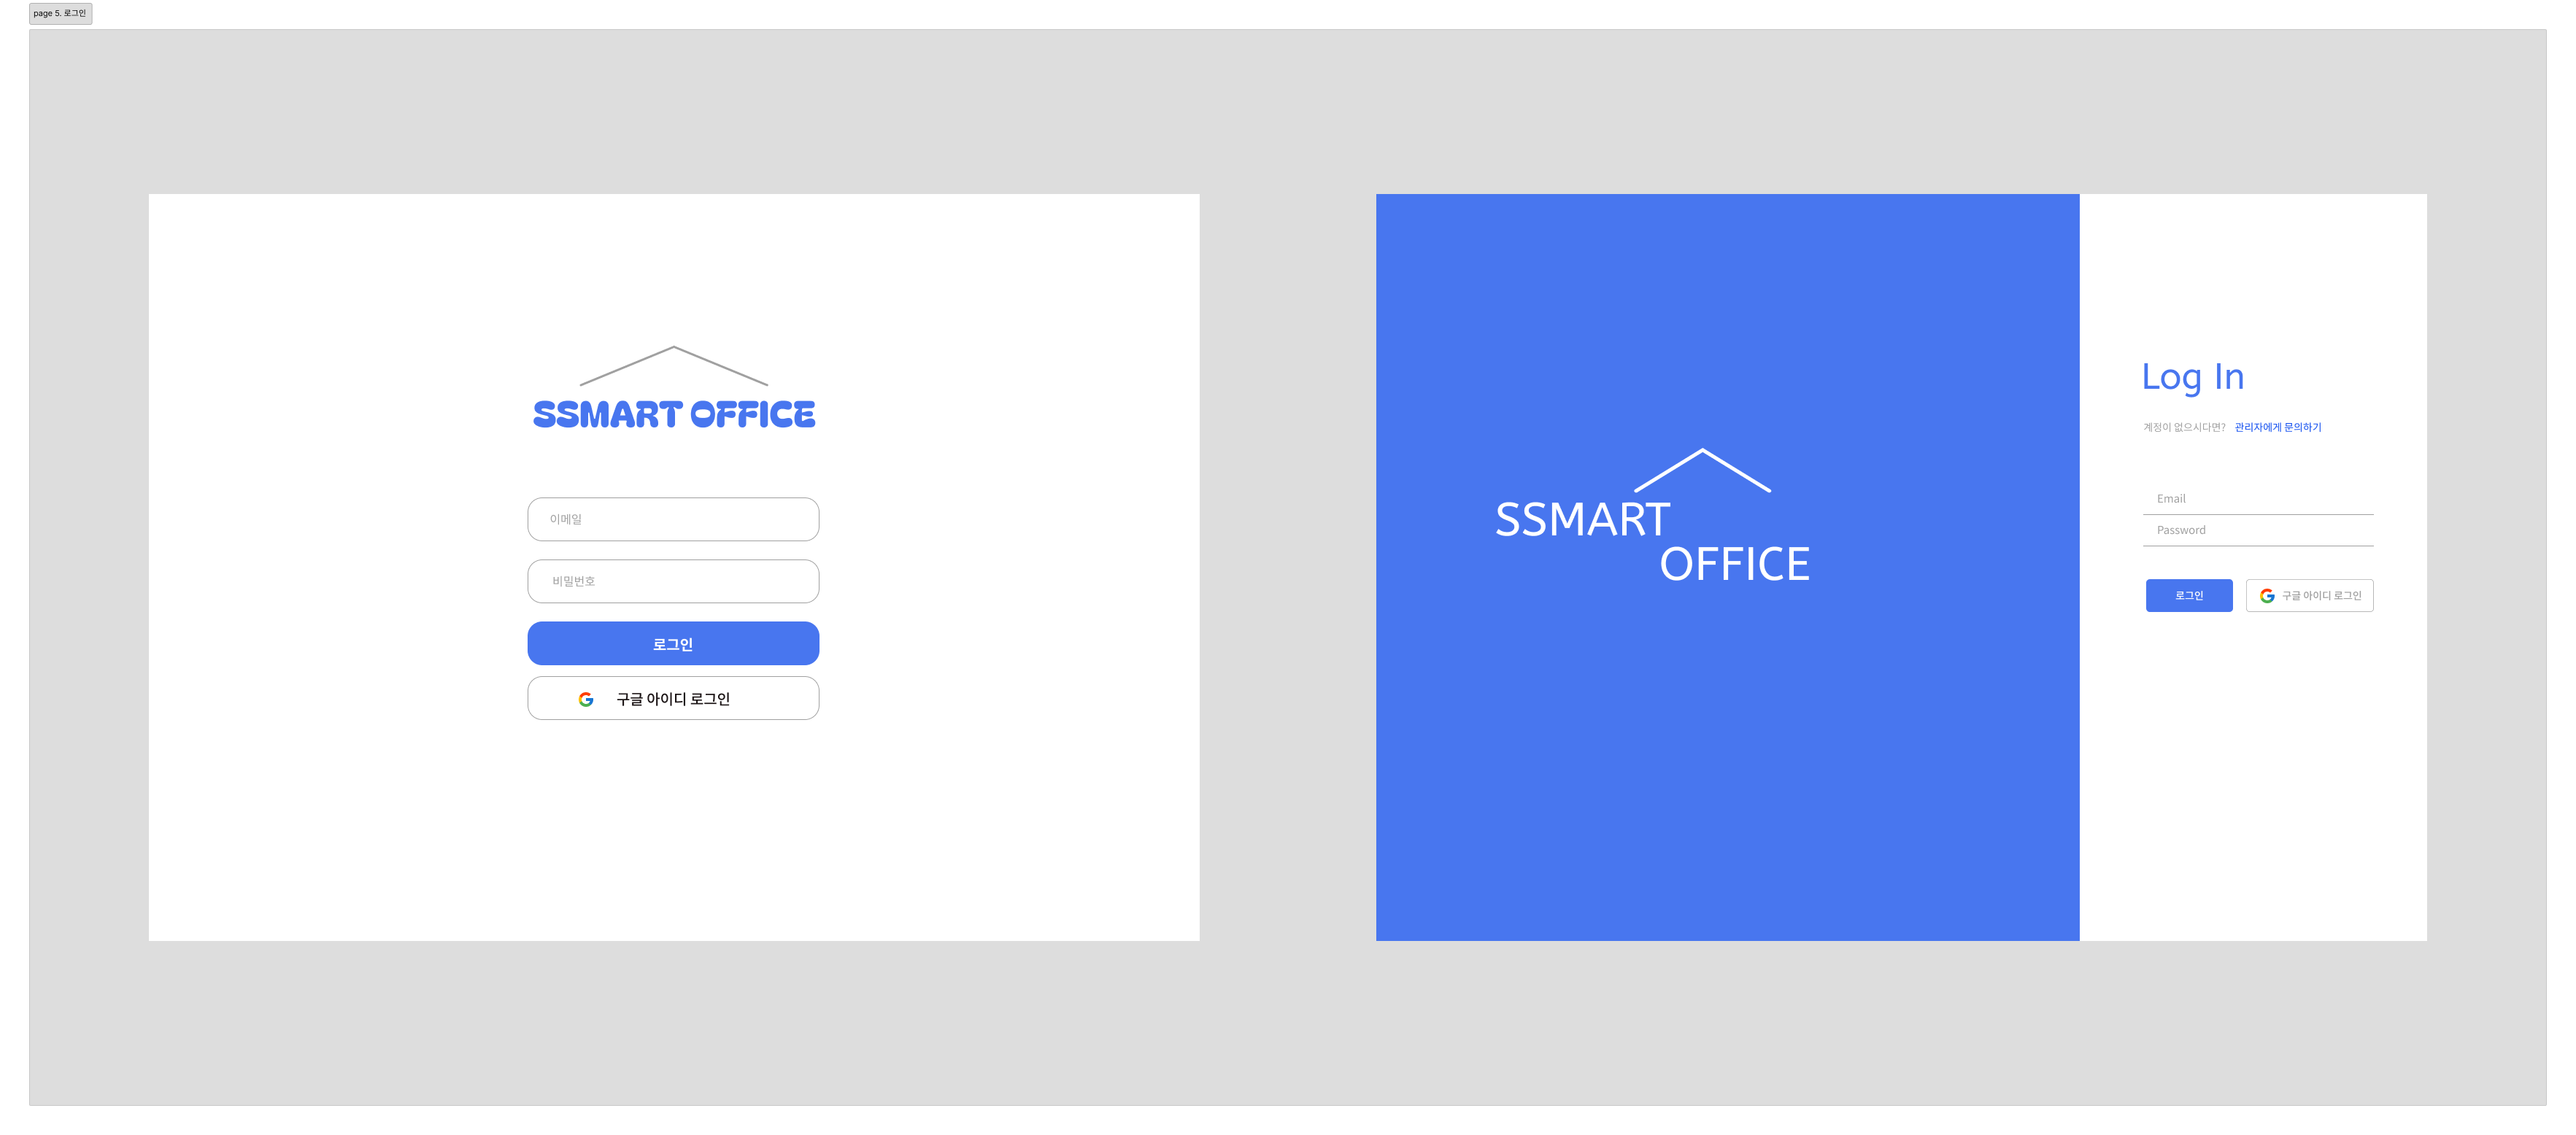 page 5. 로그인
SSMART OFFICE
이메일
비밀번호
로그인
구글 아이디 로그인
SSMART
OFFICE
Log In
계정이 없으시다면? 관리자에게 문의하기
Email
Password
로그인 구글 아이디 로그인